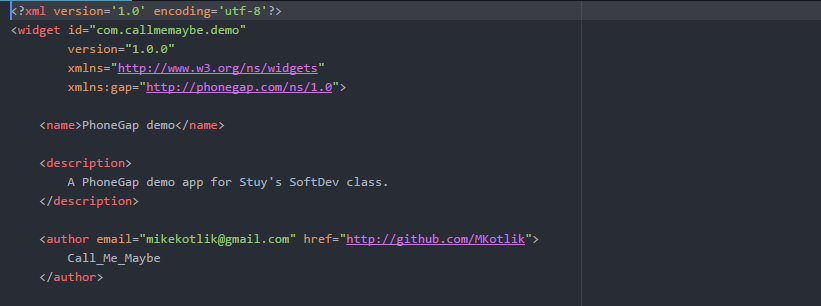 <?xml version='1.0' encoding='utf-8'?>
<widget id="com.callmemaybe.demo"
        version="1.0.0"
        xmlns="http://www.w3.org/ns/widgets"
        xmlns:gap="http://phonegap.com/ns/1.0">
    <name>PhoneGap demo</name>
    <description>
        A PhoneGap demo app for Stuy's SoftDev class.
    </description>
    <author email="mikekotlik@gmail.com" href="http://github.com/MKotlik">
        Call_Me_Maybe
    </author>